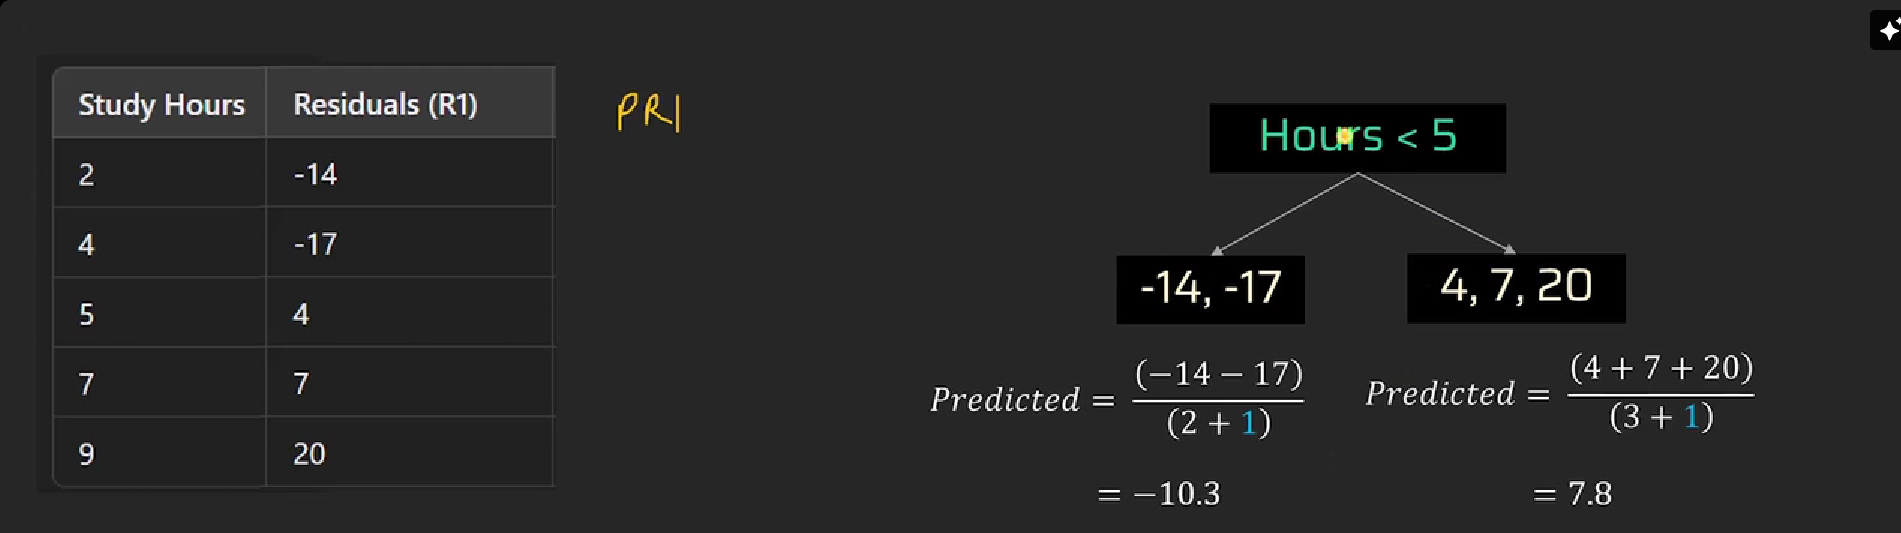 Study Hours Residuals (R1)
2 -14
4 -17
5 4
7 7
9 20
PR1
Hours < 5
-14, -17
4, 7, 20
Predicted = (−14 − 17) / (2 + 1)
= −10.3
Predicted = (4 + 7 + 20) / (3 + 1)
= 7.8